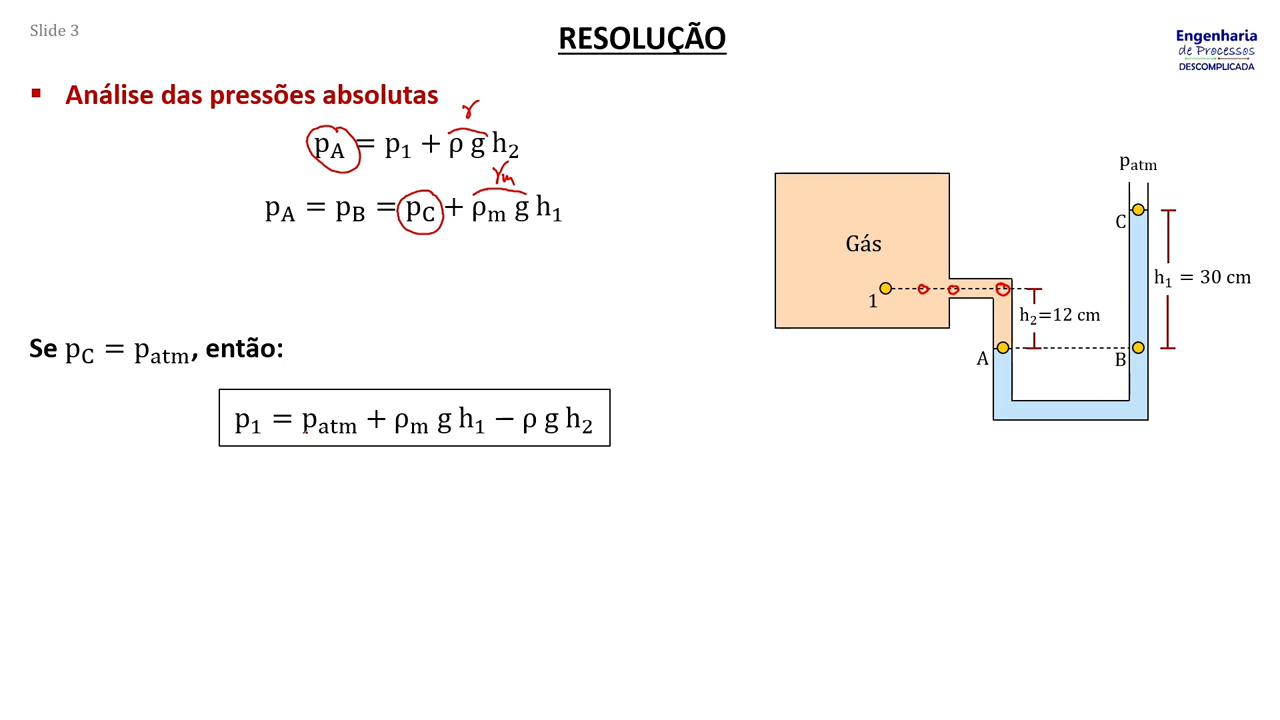 Slide 3
RESOLUÇÃO
Engenharia
de Processos
DESCOMPLICADA
▪ Análise das pressões absolutas
γ
p_A = p_1 + ρ g h_2
γm
p_A = p_B = p_C + ρ_m g h_1
Se p_C = p_atm, então:
p_1 = p_atm + ρ_m g h_1 − ρ g h_2
p_atm
C
Gás
h_1 = 30 cm
1
h_2=12 cm
A
B